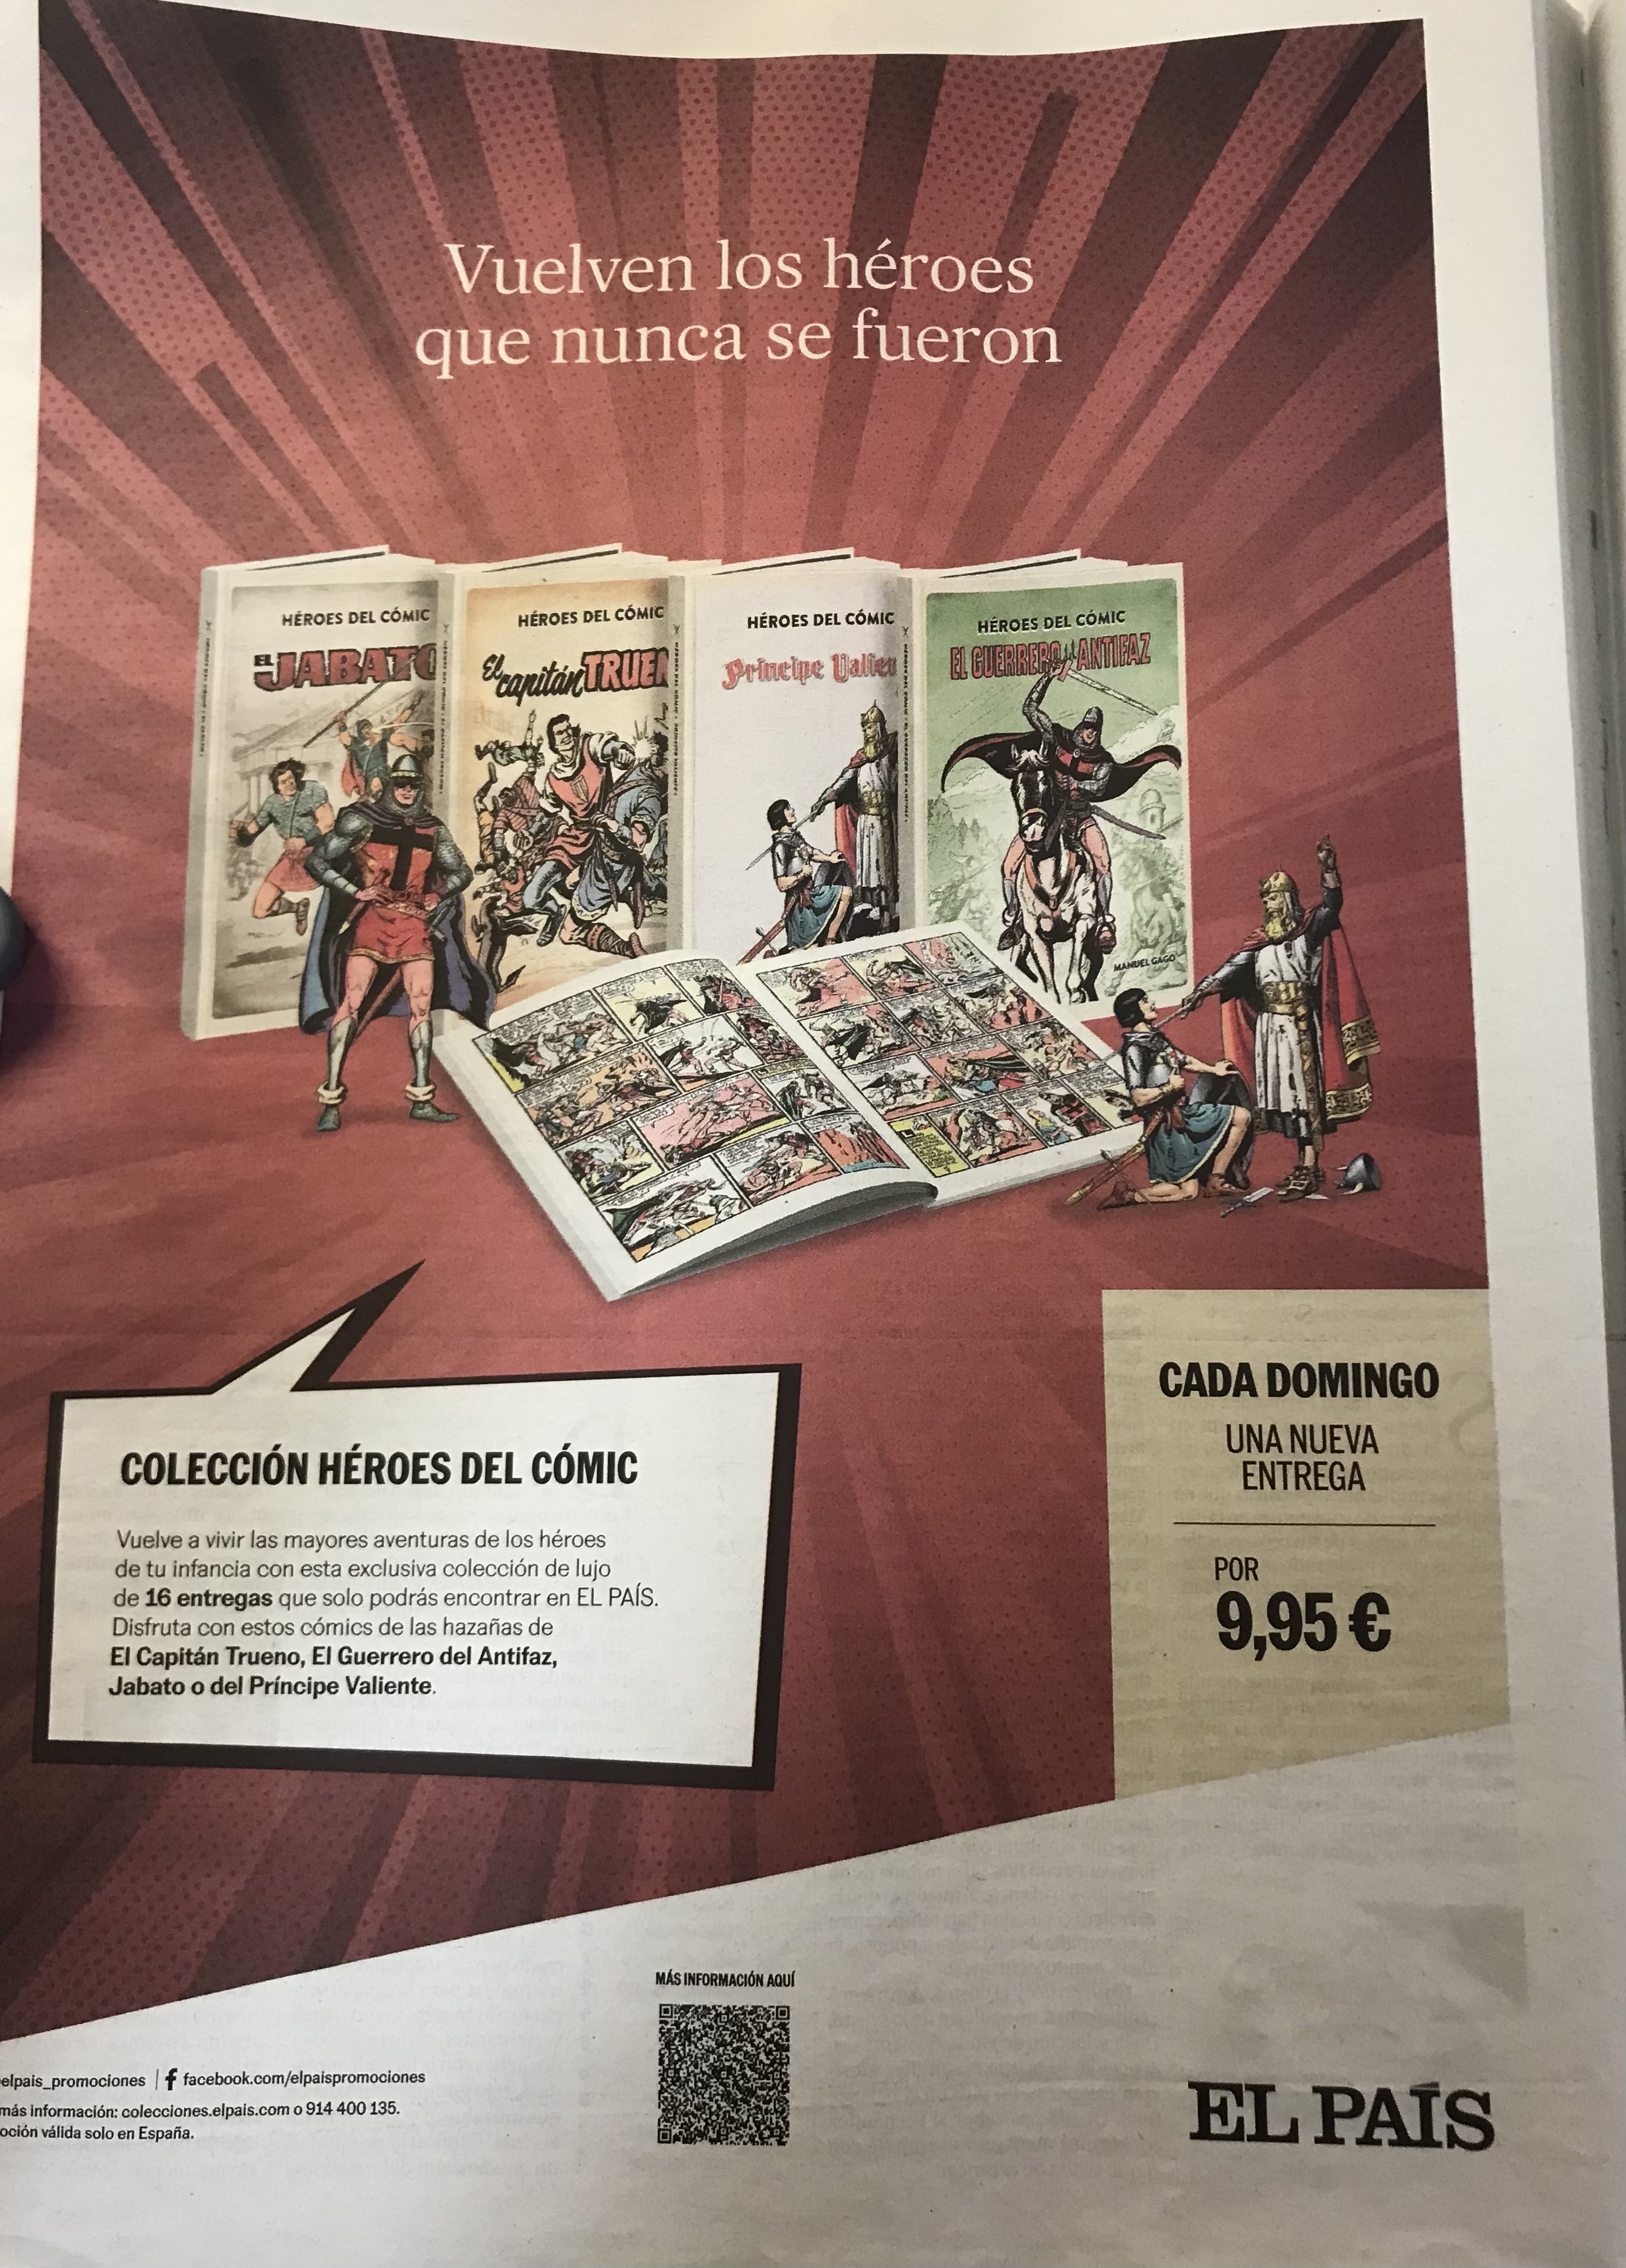 Vuelven los héroes
que nunca se fueron
HÉROES DEL CÓMIC
EL JABATO
HÉROES DEL CÓMIC
El capitán TRUEN
HÉROES DEL CÓMIC
Príncipe Valien
HÉROES DEL CÓMIC
EL GUERRERO del ANTIFAZ
MANUEL GAGO
COLECCIÓN HÉROES DEL CÓMIC
Vuelve a vivir las mayores aventuras de los héroes
de tu infancia con esta exclusiva colección de lujo
de 16 entregas que solo podrás encontrar en EL PAÍS.
Disfruta con estos cómics de las hazañas de
El Capitán Trueno, El Guerrero del Antifaz,
Jabato o del Príncipe Valiente.
CADA DOMINGO
UNA NUEVA
ENTREGA
POR
9,95 €
MÁS INFORMACIÓN AQUÍ
elpais_promociones | f facebook.com/elpaispromociones
más información: colecciones.elpais.com o 914 400 135.
oción válida solo en España.
EL PAÍS